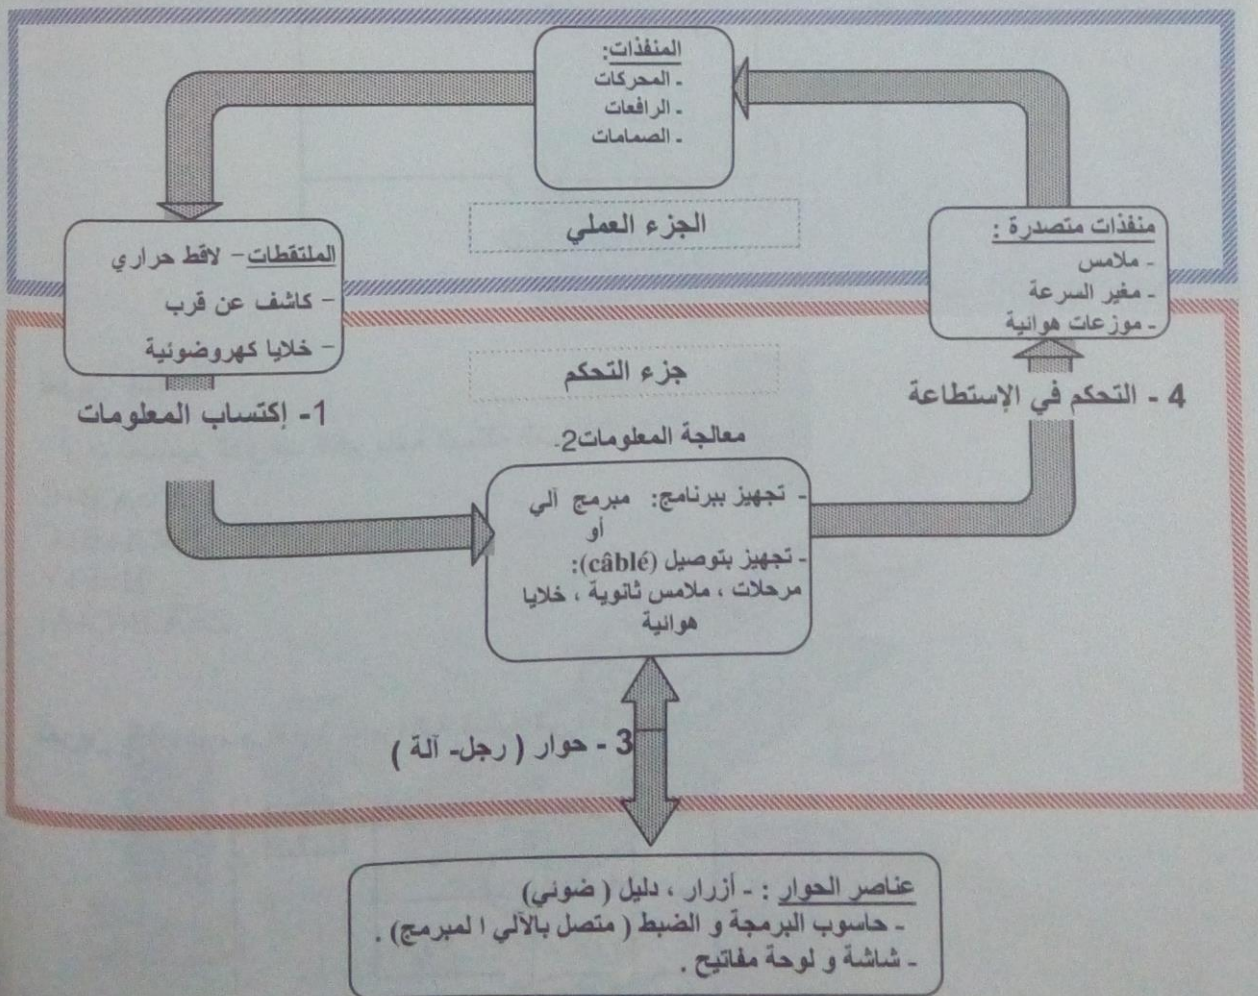 المنفذات:
- المحركات
- الرافعات
- الصمامات
الجزء العملي
منفذات متصدرة :
- ملامس
- مغير السرعة
- موزعات هوائية
الملتقطات – لاقط حراري
– كاشف عن قرب
– خلايا كهروضوئية
جزء التحكم
4 - التحكم في الإستطاعة
1- إكتساب المعلومات
معالجة المعلومات2-
- تجهيز ببرنامج: مبرمج آلي
أو
- تجهيز بتوصيل (câblé):
مرحلات ، ملامس ثانوية ، خلايا
هوائية
3 - حوار ( رجل- آلة )
عناصر الحوار : - أزرار ، دليل ( ضوئي)
- حاسوب البرمجة و الضبط ( متصل بالآلي ا لمبرمج) .
- شاشة و لوحة مفاتيح .